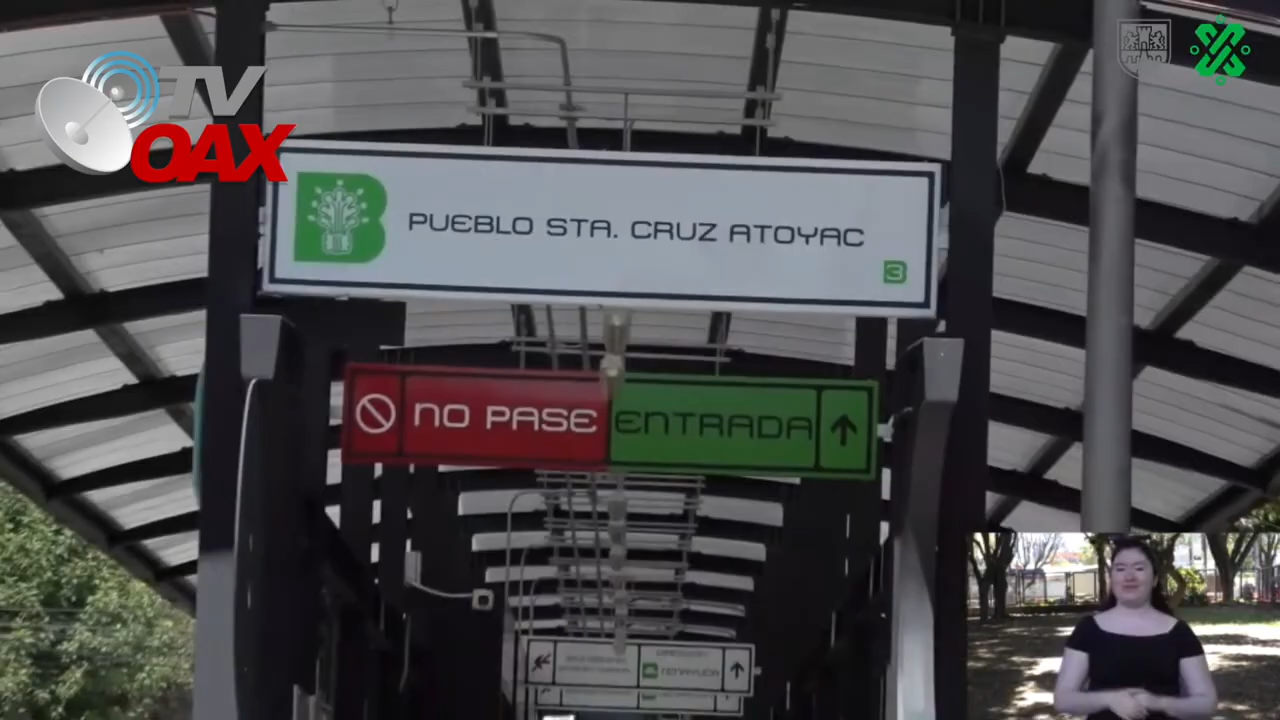 TV
OAX
B
PUEBLO STA. CRUZ ATOYAC
3
NO PASE
ENTRADA
TENAYUCA